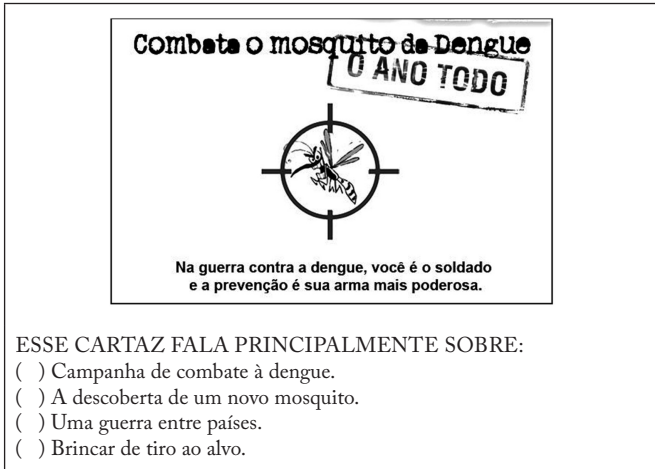 Combata o mosquito da Dengue
O ANO TODO
Na guerra contra a dengue, você é o soldado
e a prevenção é sua arma mais poderosa.
ESSE CARTAZ FALA PRINCIPALMENTE SOBRE:
( ) Campanha de combate à dengue.
( ) A descoberta de um novo mosquito.
( ) Uma guerra entre países.
( ) Brincar de tiro ao alvo.